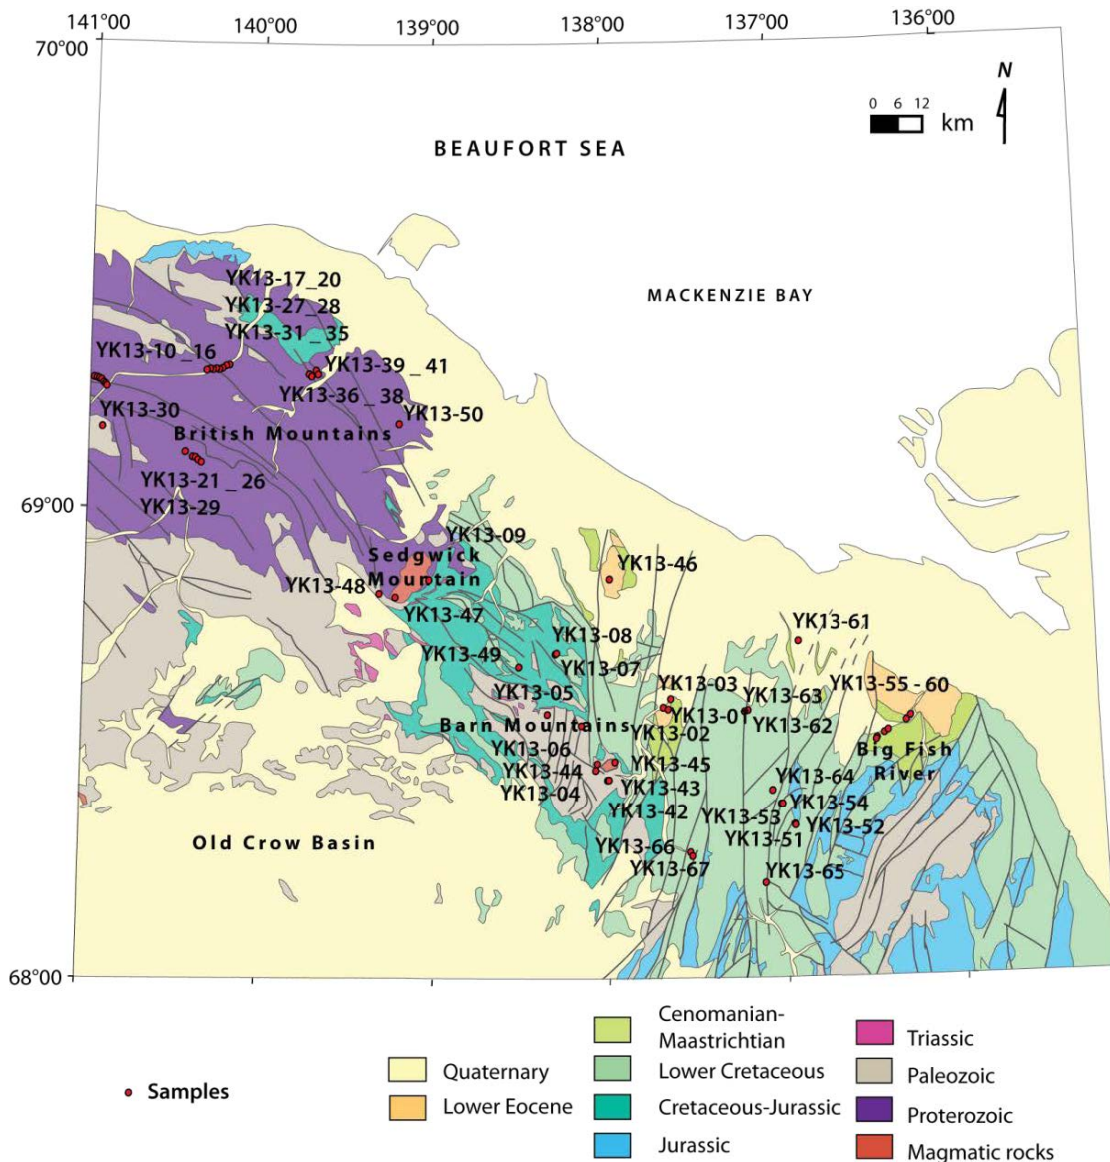 141°00 140°00 139°00 138°00 137°00 136°00
70°00
N
0 6 12
km
BEAUFORT SEA
MACKENZIE BAY
YK13-17_20
YK13-27_28
YK13-31_35
YK13-10_16
YK13-39_41
YK13-36_38
YK13-30
YK13-50
British Mountains
YK13-21_26
YK13-29
69°00
YK13-09
Sedgwick
Mountain
YK13-48
YK13-46
YK13-47
YK13-61
YK13-08
YK13-49
YK13-07
YK13-05
YK13-03
YK13-63
YK13-55-60
YK13-01
YK13-62
Barn Mountains
YK13-02
Big Fish
River
YK13-06
YK13-45
YK13-44
YK13-64
YK13-43
YK13-04
YK13-54
YK13-42
YK13-53
YK13-52
YK13-51
Old Crow Basin
YK13-66
YK13-67
YK13-65
68°00
Samples
Quaternary
Lower Eocene
Cenomanian-
Maastrichtian
Lower Cretaceous
Cretaceous-Jurassic
Jurassic
Triassic
Paleozoic
Proterozoic
Magmatic rocks